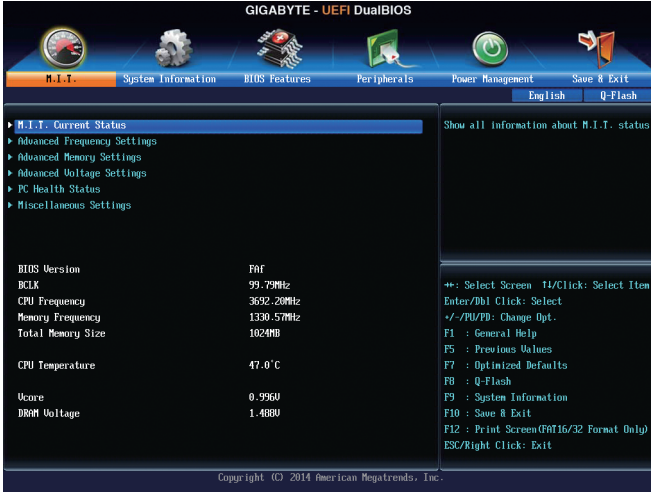 GIGABYTE - UEFI DualBIOS
M.I.T.
System Information
BIOS Features
Peripherals
Power Management
Save & Exit
English
Q-Flash
M.I.T. Current Status
Advanced Frequency Settings
Advanced Memory Settings
Advanced Voltage Settings
PC Health Status
Miscellaneous Settings
BIOS Version FAf
BCLK 99.79MHz
CPU Frequency 3692.20MHz
Memory Frequency 1330.57MHz
Total Memory Size 1024MB
CPU Temperature 47.0°C
Vcore 0.996V
DRAM Voltage 1.488V
Show all information about M.I.T. status
→←: Select Screen ↑↓/Click: Select Item
Enter/Dbl Click: Select
+/-/PU/PD: Change Opt.
F1 : General Help
F5 : Previous Values
F7 : Optimized Defaults
F8 : Q-Flash
F9 : System Information
F10 : Save & Exit
F12 : Print Screen(FAT16/32 Format Only)
ESC/Right Click: Exit
Copyright (C) 2014 American Megatrends, Inc.